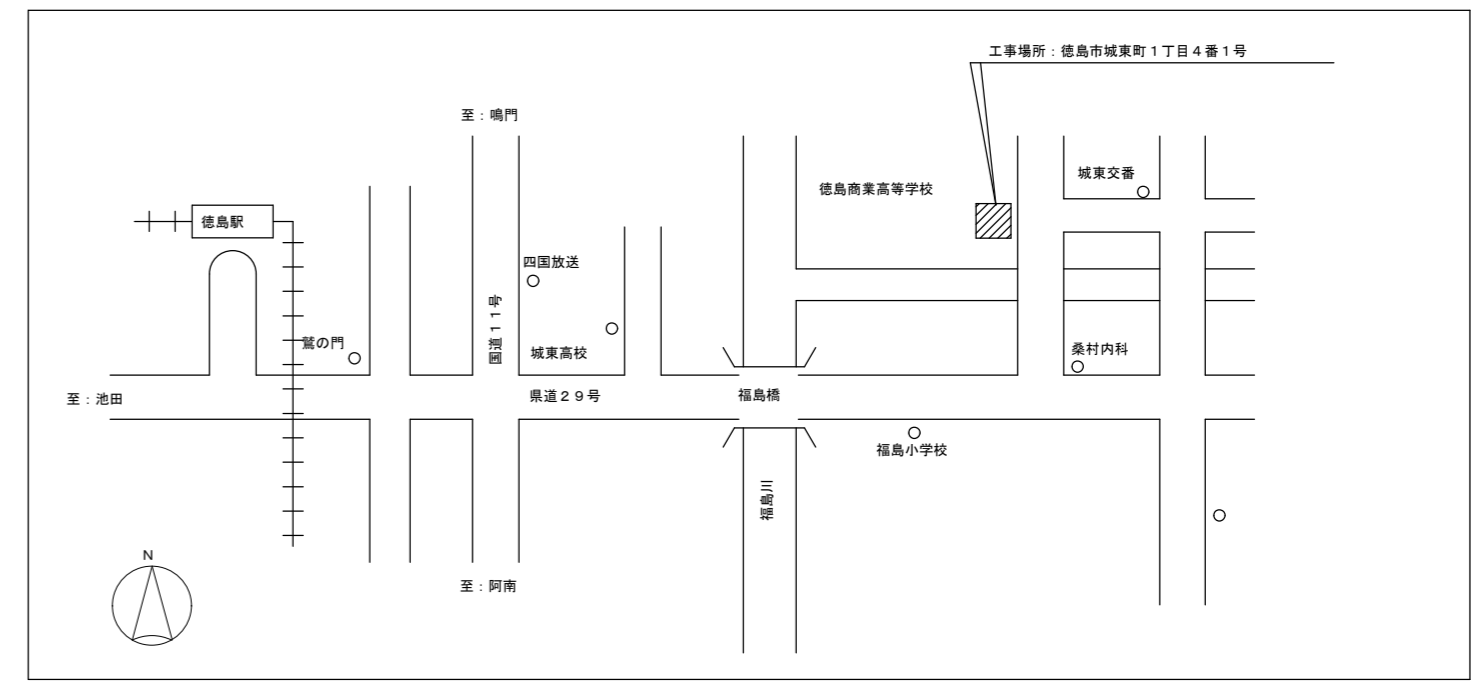 工事場所：徳島市城東町１丁目４番１号
至：鳴門
城東交番
徳島商業高等学校
徳島駅
四国放送
国道１１号
鷲の門
城東高校
桑村内科
至：池田
県道２９号
福島橋
福島小学校
福島川
N
至：阿南